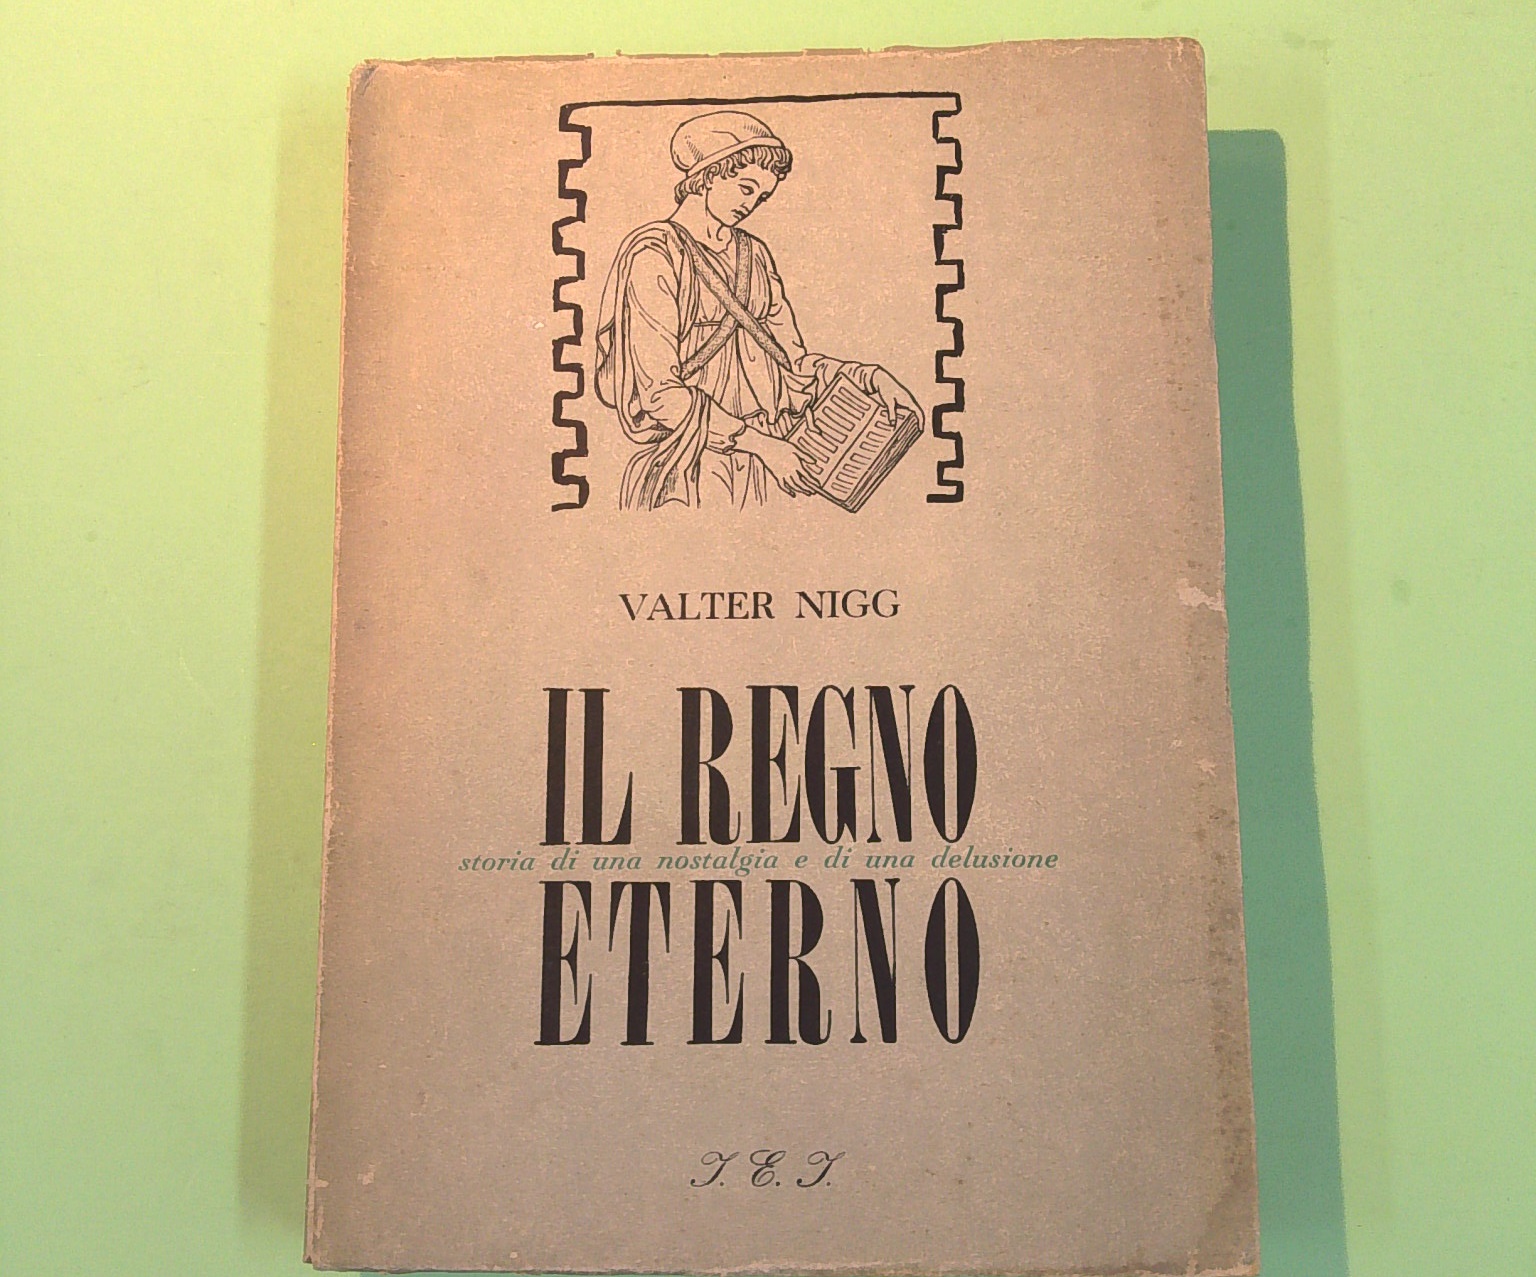 VALTER NIGG
IL REGNO
storia di una nostalgia e di una delusione
ETERNO
I. E. I.